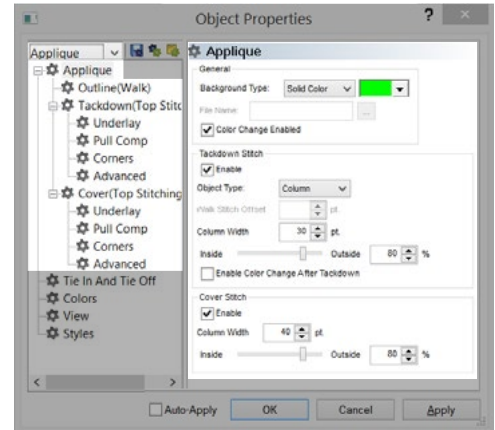 Object Properties
?
Applique
Applique
Outline(Walk)
Tackdown(Top Stitc
Underlay
Pull Comp
Corners
Advanced
Cover(Top Stitching
Underlay
Pull Comp
Corners
Advanced
Tie In And Tie Off
Colors
View
Styles
Applique
General
Background Type: Solid Color
File Name: ...
Color Change Enabled
Tackdown Stitch
Enable
Object Type: Column
Walk Stitch Offset pt.
Column Width 30 pt.
Inside Outside 80 %
Enable Color Change After Tackdown
Cover Stitch
Enable
Column Width 40 pt.
Inside Outside 80 %
Auto-Apply OK Cancel Apply